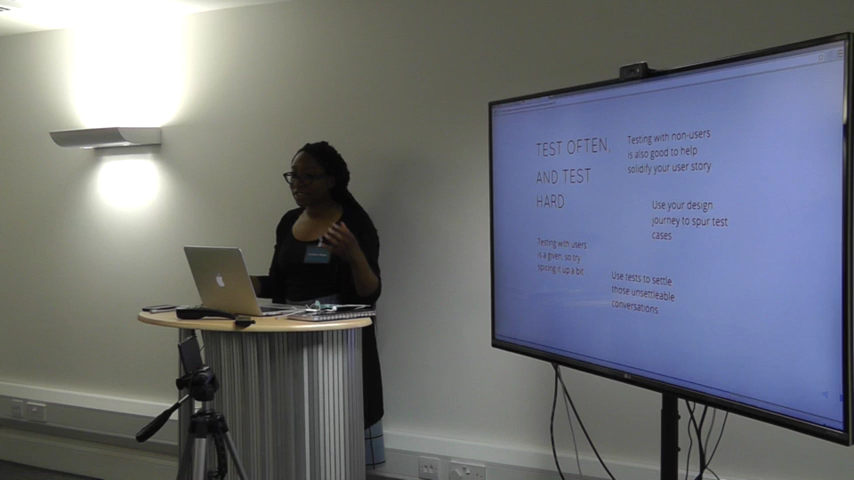 TEST OFTEN,
AND TEST
HARD
Testing with non-users
is also good to help
solidify your user story
Use your design
journey to spur test
cases
Testing with users
is a given, so try
spicing it up a bit
Use tests to settle
those unsettleable
conversations